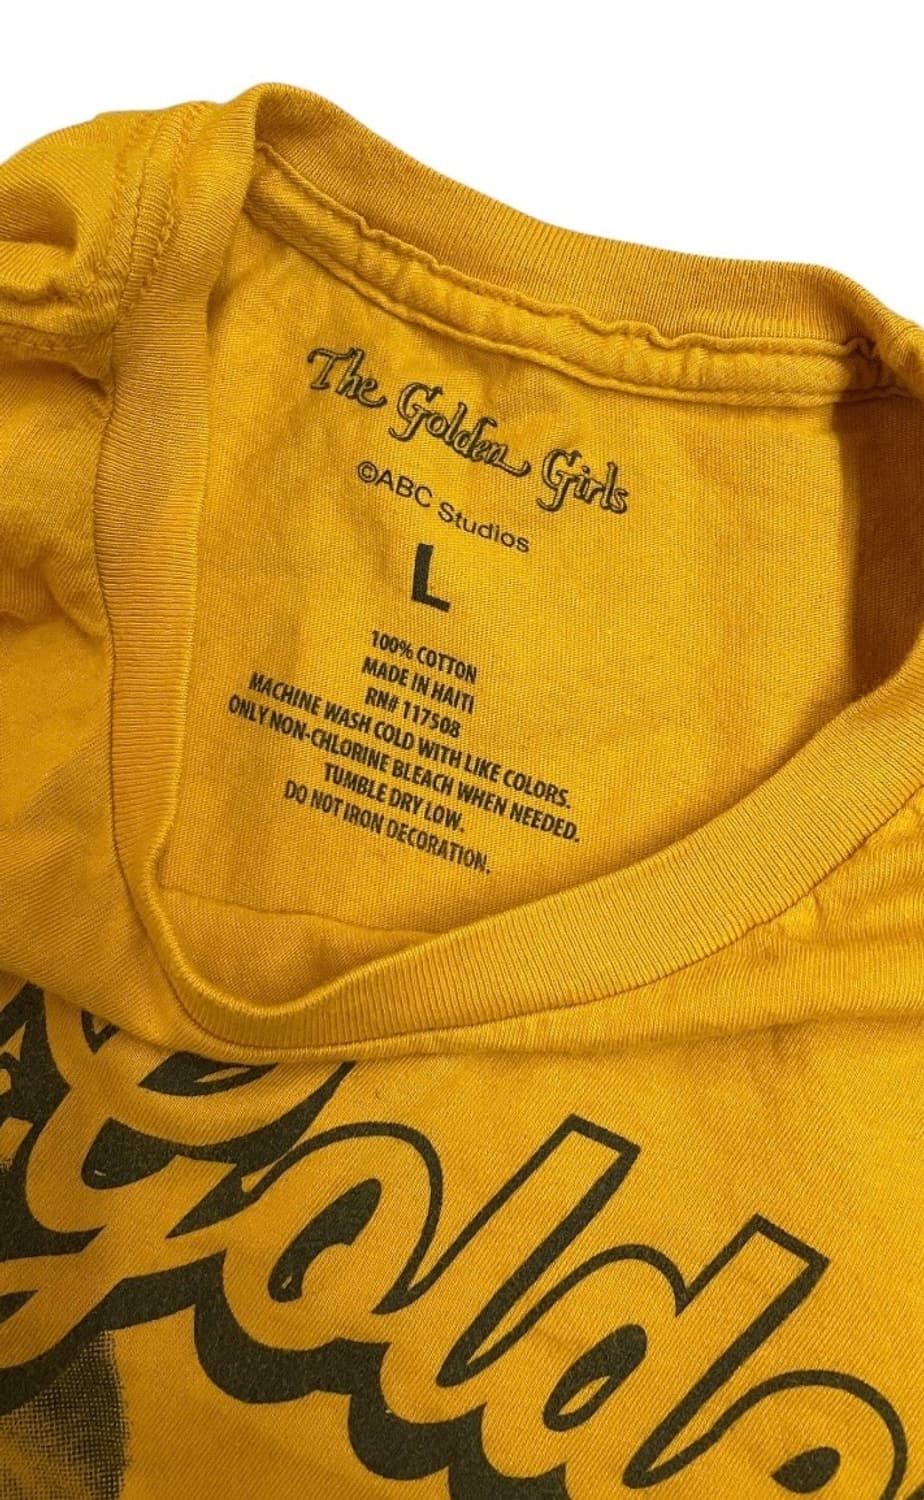 The Golden Girls
©ABC Studios
L
100% COTTON
MADE IN HAITI
RN# 117508
MACHINE WASH COLD WITH LIKE COLORS.
ONLY NON-CHLORINE BLEACH WHEN NEEDED.
TUMBLE DRY LOW.
DO NOT IRON DECORATION.
Golde